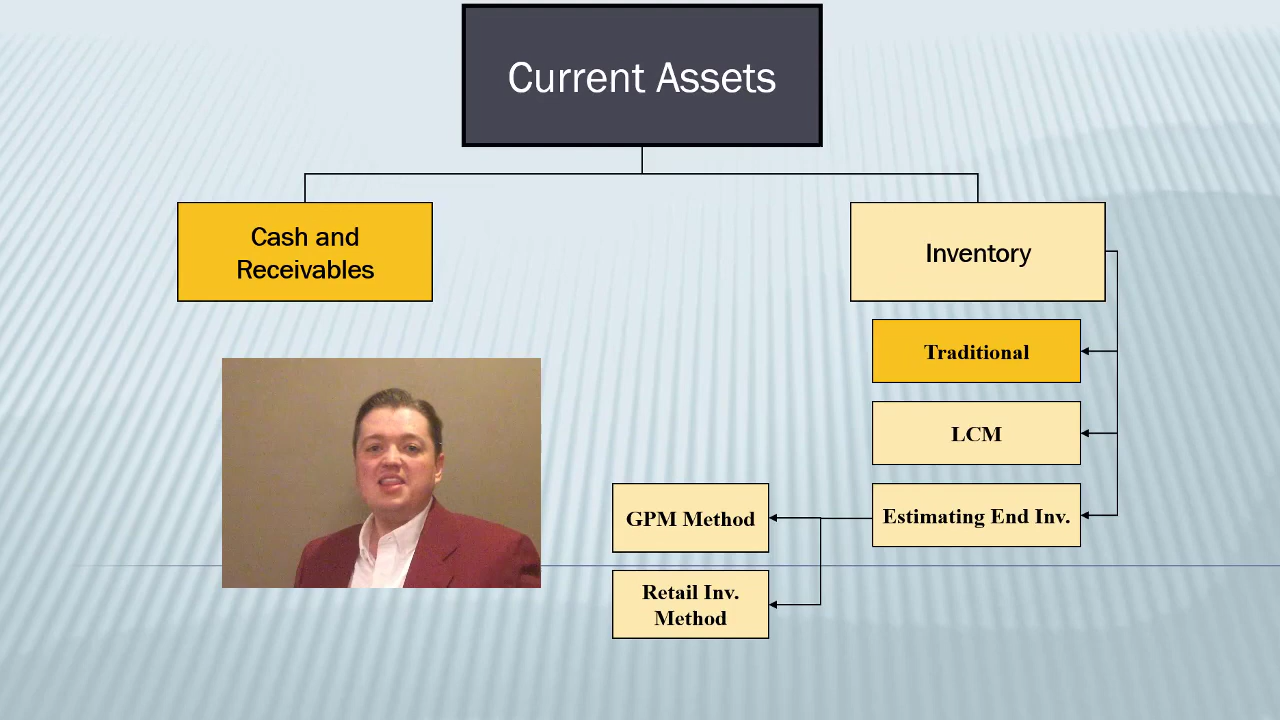 Current Assets
Cash and
Receivables
Inventory
Traditional
LCM
Estimating End Inv.
GPM Method
Retail Inv.
Method